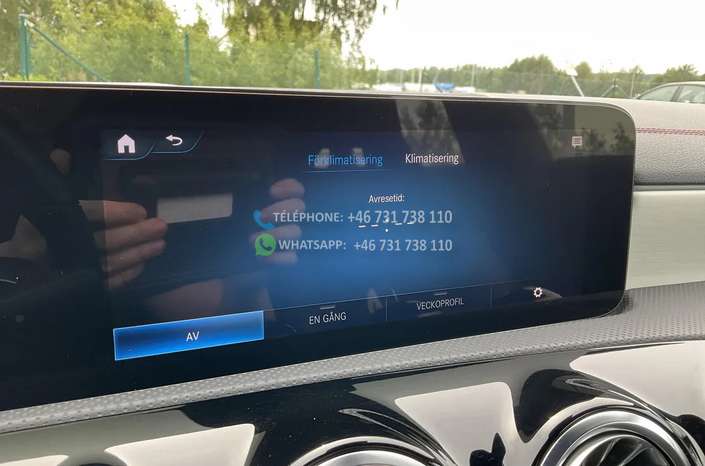 Förklimatisering Klimatisering
Avresetid:
--:--
TÉLÉPHONE: +46 731 738 110
WHATSAPP: +46 731 738 110
AV EN GÅNG VECKOPROFIL